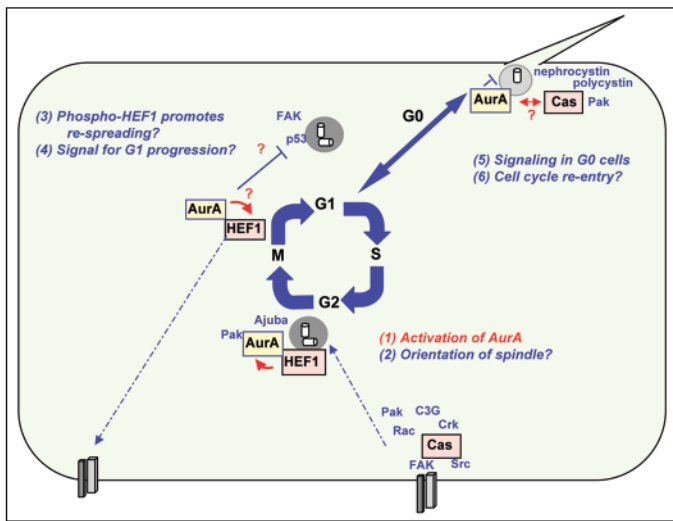 nephrocystin
polycystin
AurA
Cas
Pak
?
G0
(3) Phospho-HEF1 promotes
re-spreading?
(4) Signal for G1 progression?
FAK
p53
?
(5) Signaling in G0 cells
(6) Cell cycle re-entry?
?
AurA
HEF1
G1
M
S
G2
Ajuba
Pak
AurA
HEF1
(1) Activation of AurA
(2) Orientation of spindle?
Pak
C3G
Crk
Rac
Cas
FAK
Src